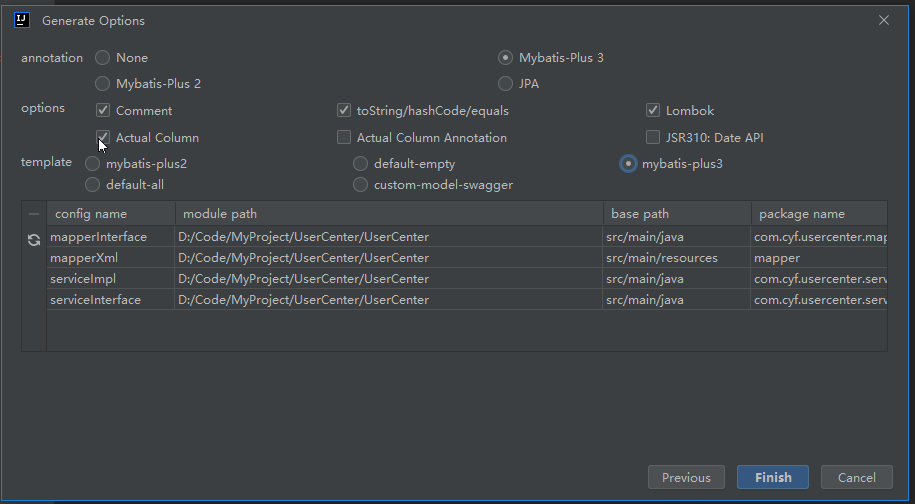 Generate Options
annotation None Mybatis-Plus 3
Mybatis-Plus 2 JPA
options Comment toString/hashCode/equals Lombok
Actual Column Actual Column Annotation JSR310: Date API
template mybatis-plus2 default-empty mybatis-plus3
default-all custom-model-swagger
config name module path base path package name
mapperInterface D:/Code/MyProject/UserCenter/UserCenter src/main/java com.cyf.usercenter.map
mapperXml D:/Code/MyProject/UserCenter/UserCenter src/main/resources mapper
serviceImpl D:/Code/MyProject/UserCenter/UserCenter src/main/java com.cyf.usercenter.serv
serviceInterface D:/Code/MyProject/UserCenter/UserCenter src/main/java com.cyf.usercenter.serv
Previous Finish Cancel